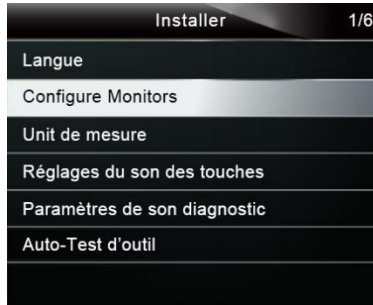 Installer 1/6
Langue
Configure Monitors
Unit de mesure
Réglages du son des touches
Paramètres de son diagnostic
Auto-Test d'outil